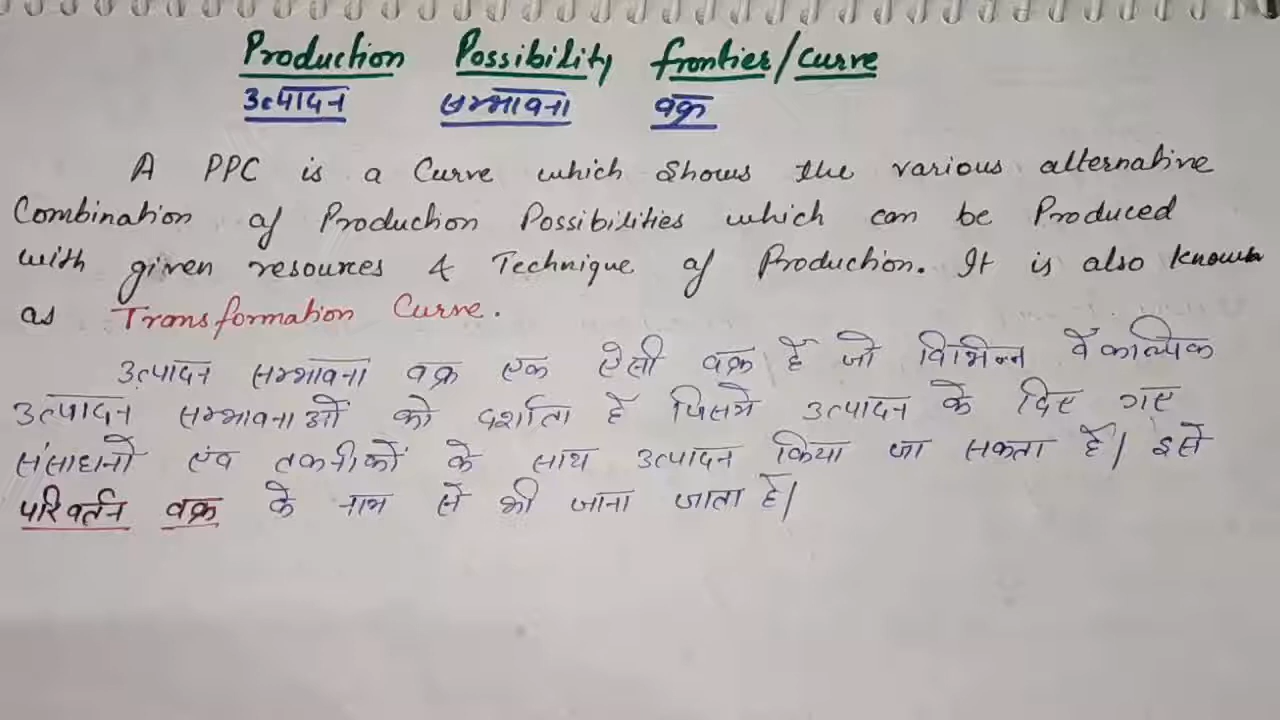 Production Possibility frontier/Curve
उत्पादन सम्भावना वक्र
A PPC is a Curve which shows the various alternative
Combination of Production Possibilities which can be Produced
with given resources & Technique of Production. It is also known
as Transformation Curve.
उत्पादन सम्भावना वक्र एक ऐसी वक्र है जो विभिन्न वैकल्पिक
उत्पादन सम्भावनाओं को दर्शाता है जिसमे उत्पादन के दिए गए
संसाधनों एंव तकनीकों के साथ उत्पादन किया जा सकता है। इसे
परिवर्तन वक्र के नाम से भी जाना जाता है।